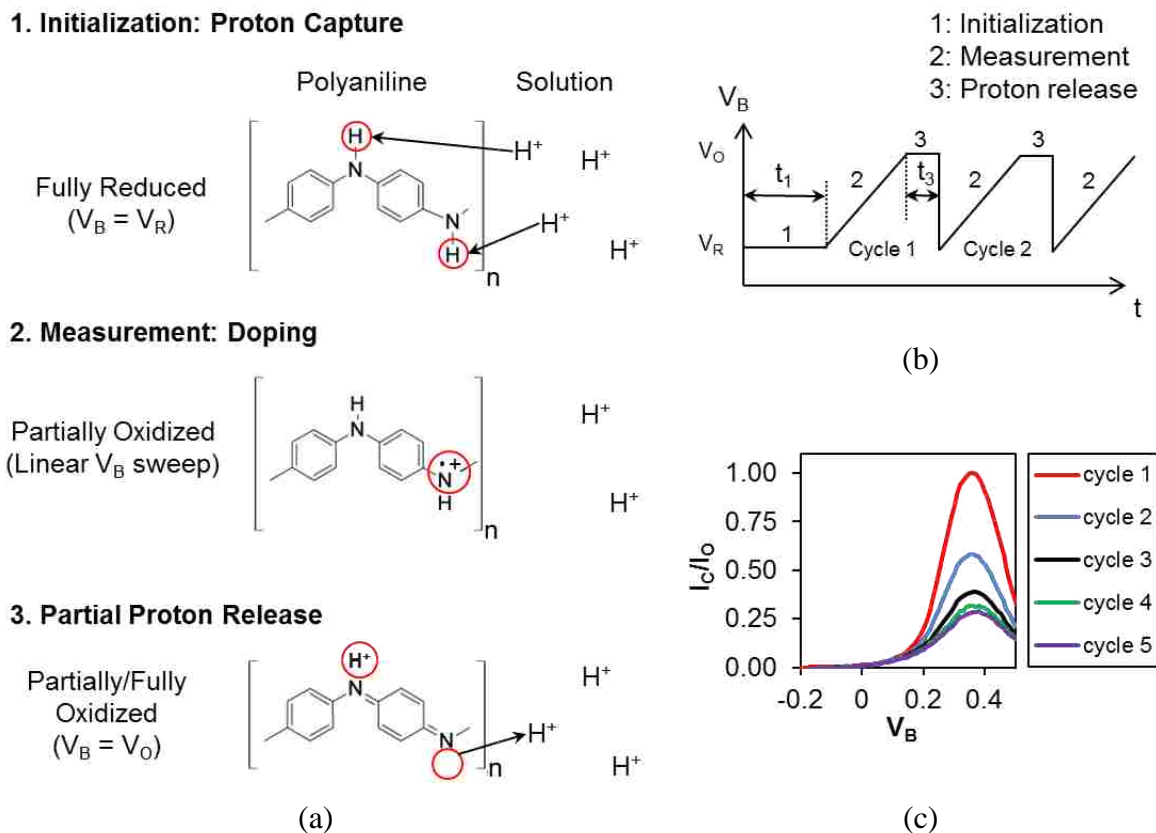 1. Initialization: Proton Capture
Polyaniline
Solution
Fully Reduced
(V_B = V_R)
H
N
N
H
n
H⁺
H⁺
H⁺
H⁺
2. Measurement: Doping
Partially Oxidized
(Linear V_B sweep)
H
N
•+
N
H
n
H⁺
H⁺
3. Partial Proton Release
Partially/Fully
Oxidized
(V_B = V_O)
H⁺
N
N
n
H⁺
H⁺
H⁺
(a)
1: Initialization
2: Measurement
3: Proton release
V_B
V_O
V_R
t₁
t₃
1
2
3
2
3
2
Cycle 1
Cycle 2
t
(b)
1.00
0.75
0.50
0.25
0.00
I_C/I_O
-0.2
0
0.2
0.4
V_B
cycle 1
cycle 2
cycle 3
cycle 4
cycle 5
(c)